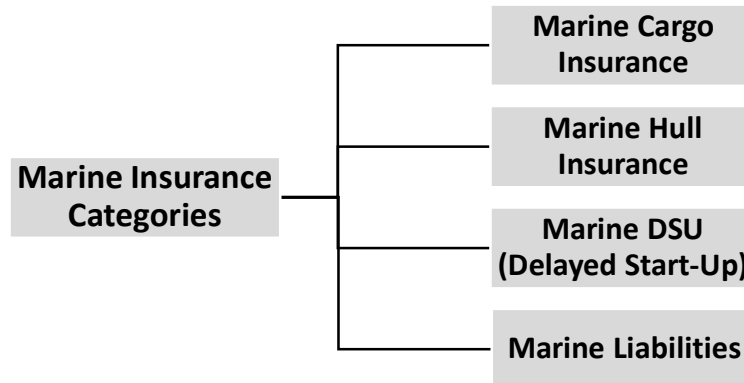 Marine Insurance
Categories
Marine Cargo
Insurance
Marine Hull
Insurance
Marine DSU
(Delayed Start-Up)
Marine Liabilities